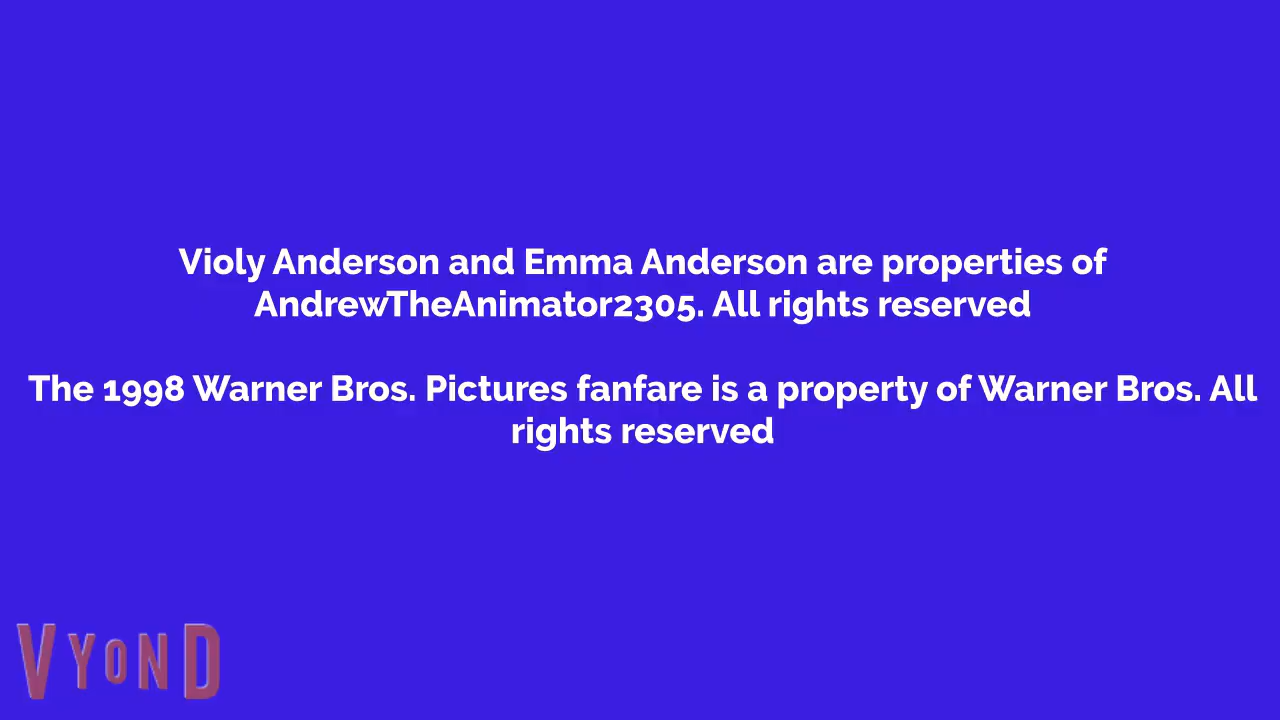 Violy Anderson and Emma Anderson are properties of
AndrewTheAnimator2305. All rights reserved
The 1998 Warner Bros. Pictures fanfare is a property of Warner Bros. All
rights reserved
VYOND